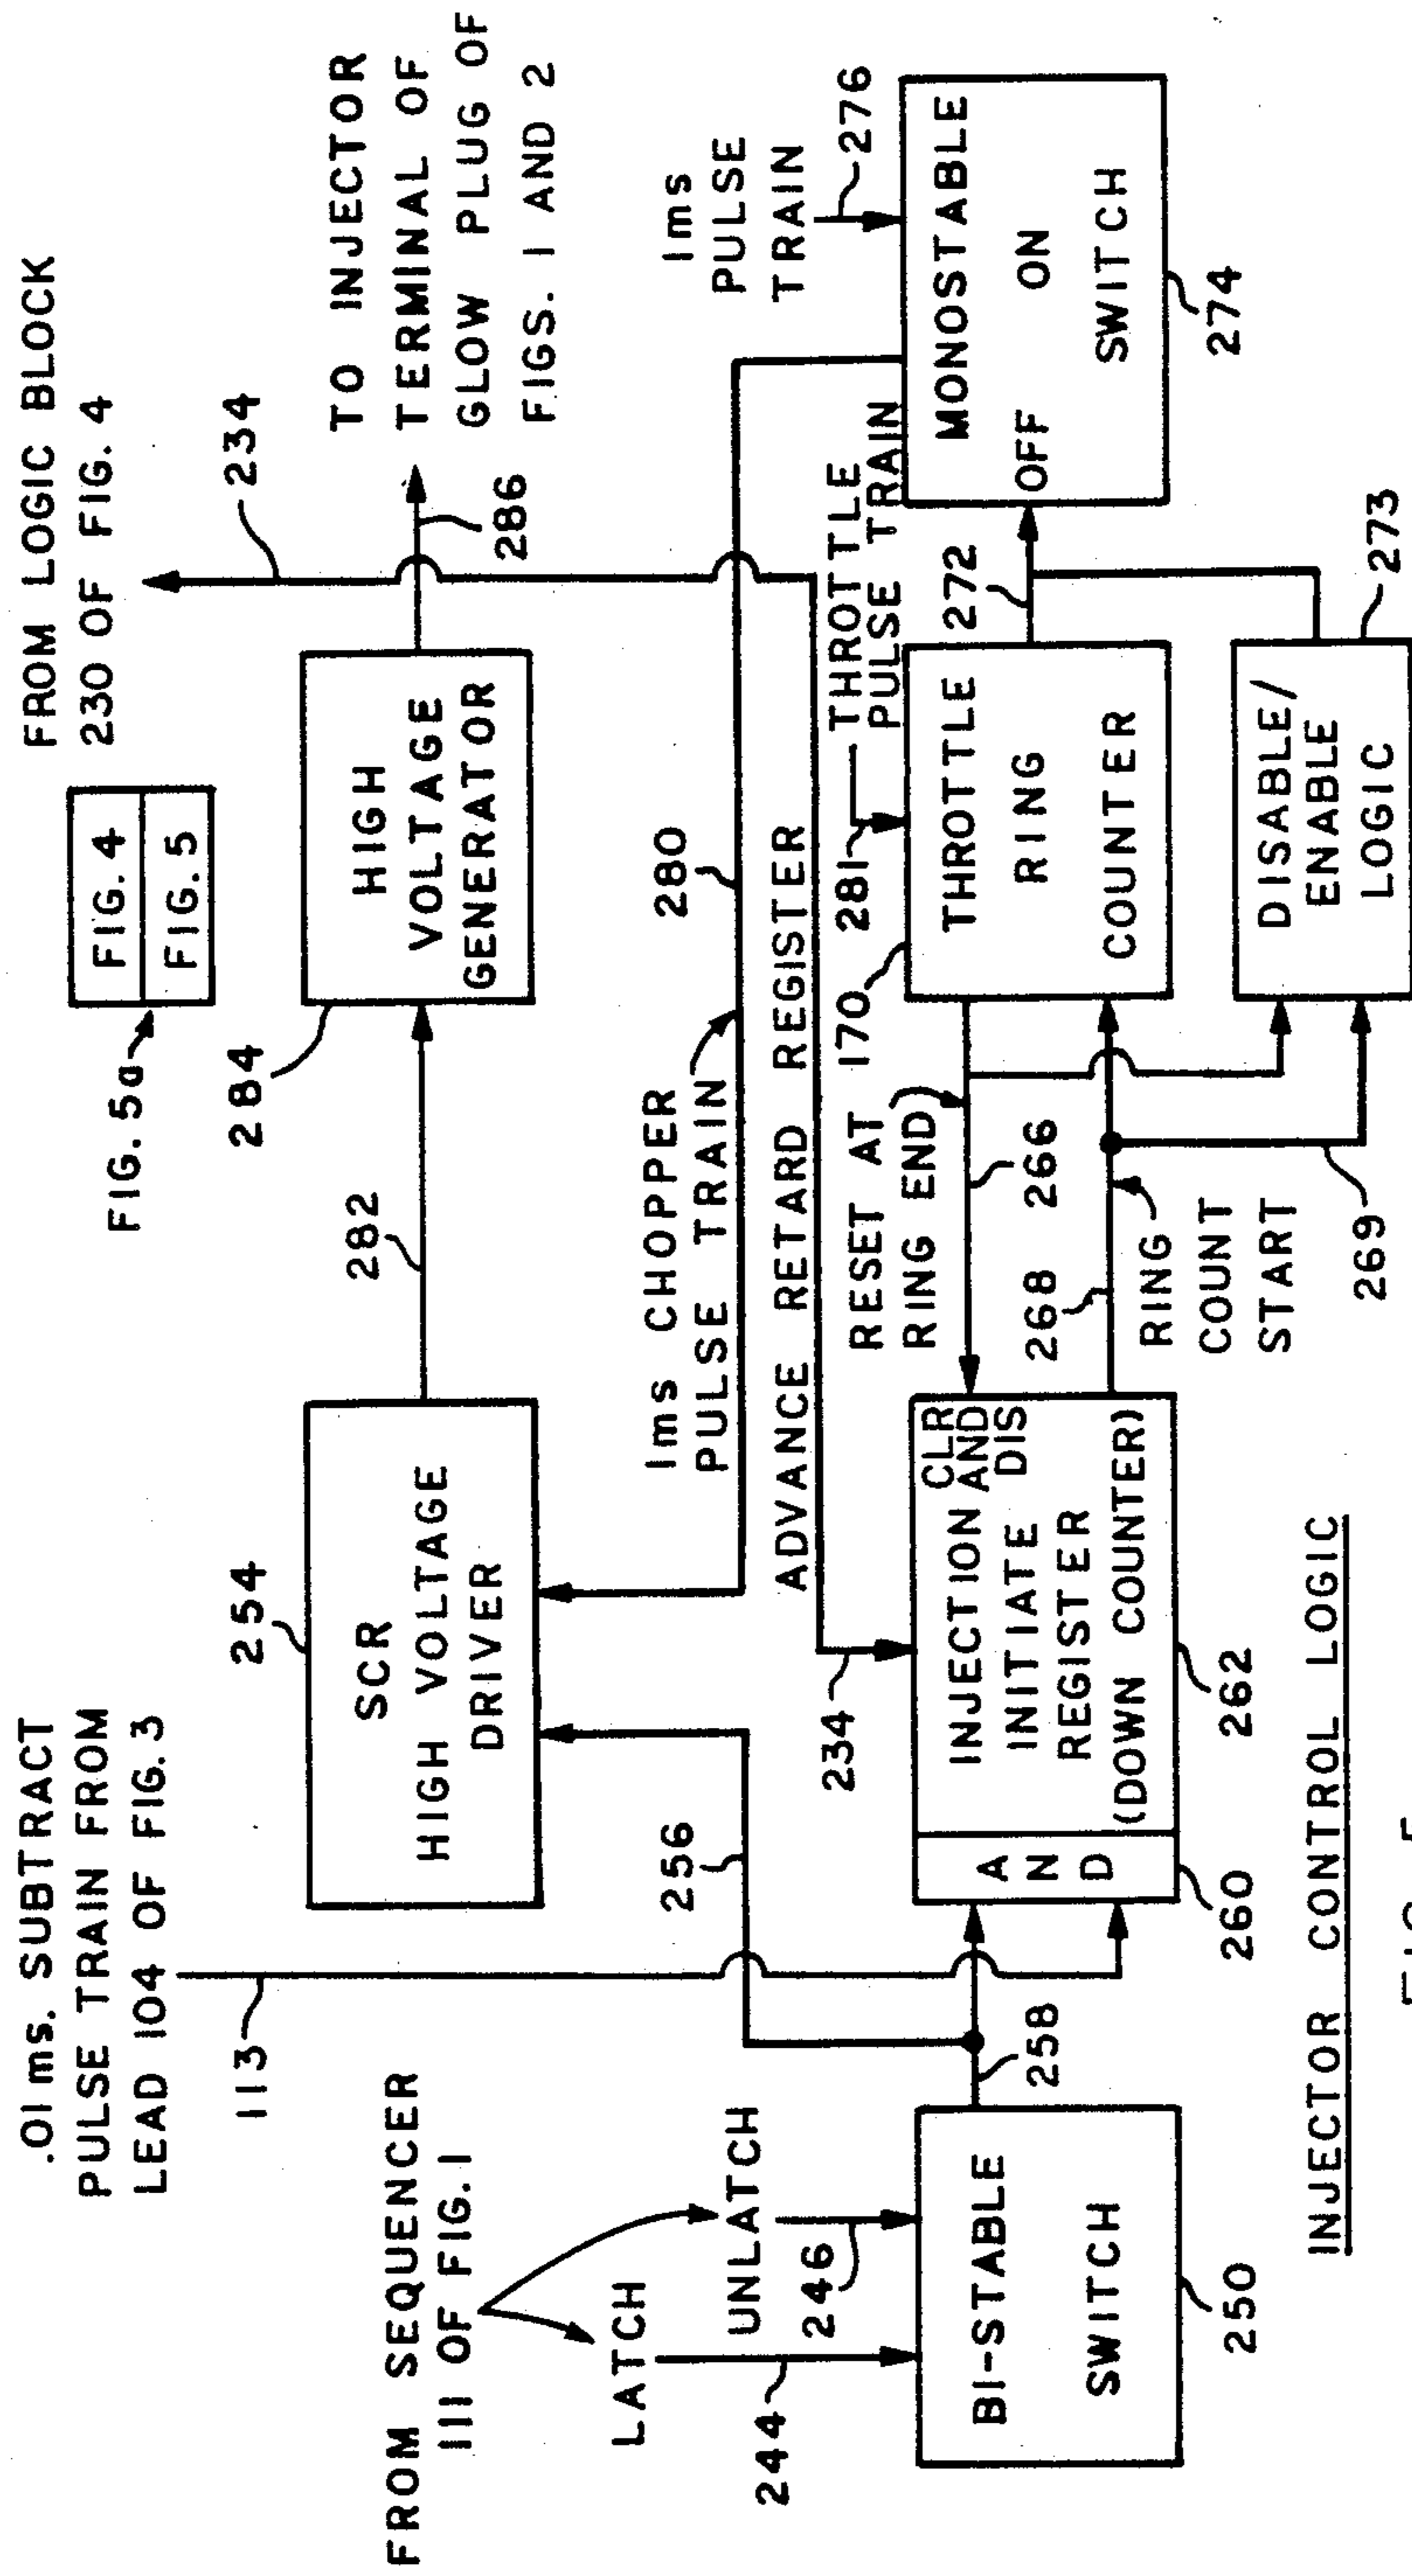 .01 ms. SUBTRACT
PULSE TRAIN FROM
LEAD 104 OF FIG. 3
113
FROM SEQUENCER
111 OF FIG. 1
LATCH
UNLATCH
244
246
BI-STABLE
SWITCH
250
258
256
254
SCR
HIGH VOLTAGE
DRIVER
282
FIG. 5a
FIG. 4
FIG. 5
284
HIGH
VOLTAGE
GENERATOR
286
FROM LOGIC BLOCK
230 OF FIG. 4
234
TO INJECTOR
TERMINAL OF
GLOW PLUG OF
FIGS. 1 AND 2
1ms CHOPPER
PULSE TRAIN
280
ADVANCE RETARD REGISTER
234
AND
260
INJECTION
INITIATE
REGISTER
(DOWN COUNTER)
CLR
AND
DIS
262
RESET AT
RING END
266
268
RING
COUNT
START
269
170
281
THROTTLE
PULSE TRAIN
THROTTLE
RING
COUNTER
272
DISABLE/
ENABLE
LOGIC
273
1ms
PULSE
TRAIN
276
MONOSTABLE
OFF ON
SWITCH
274
INJECTOR CONTROL LOGIC